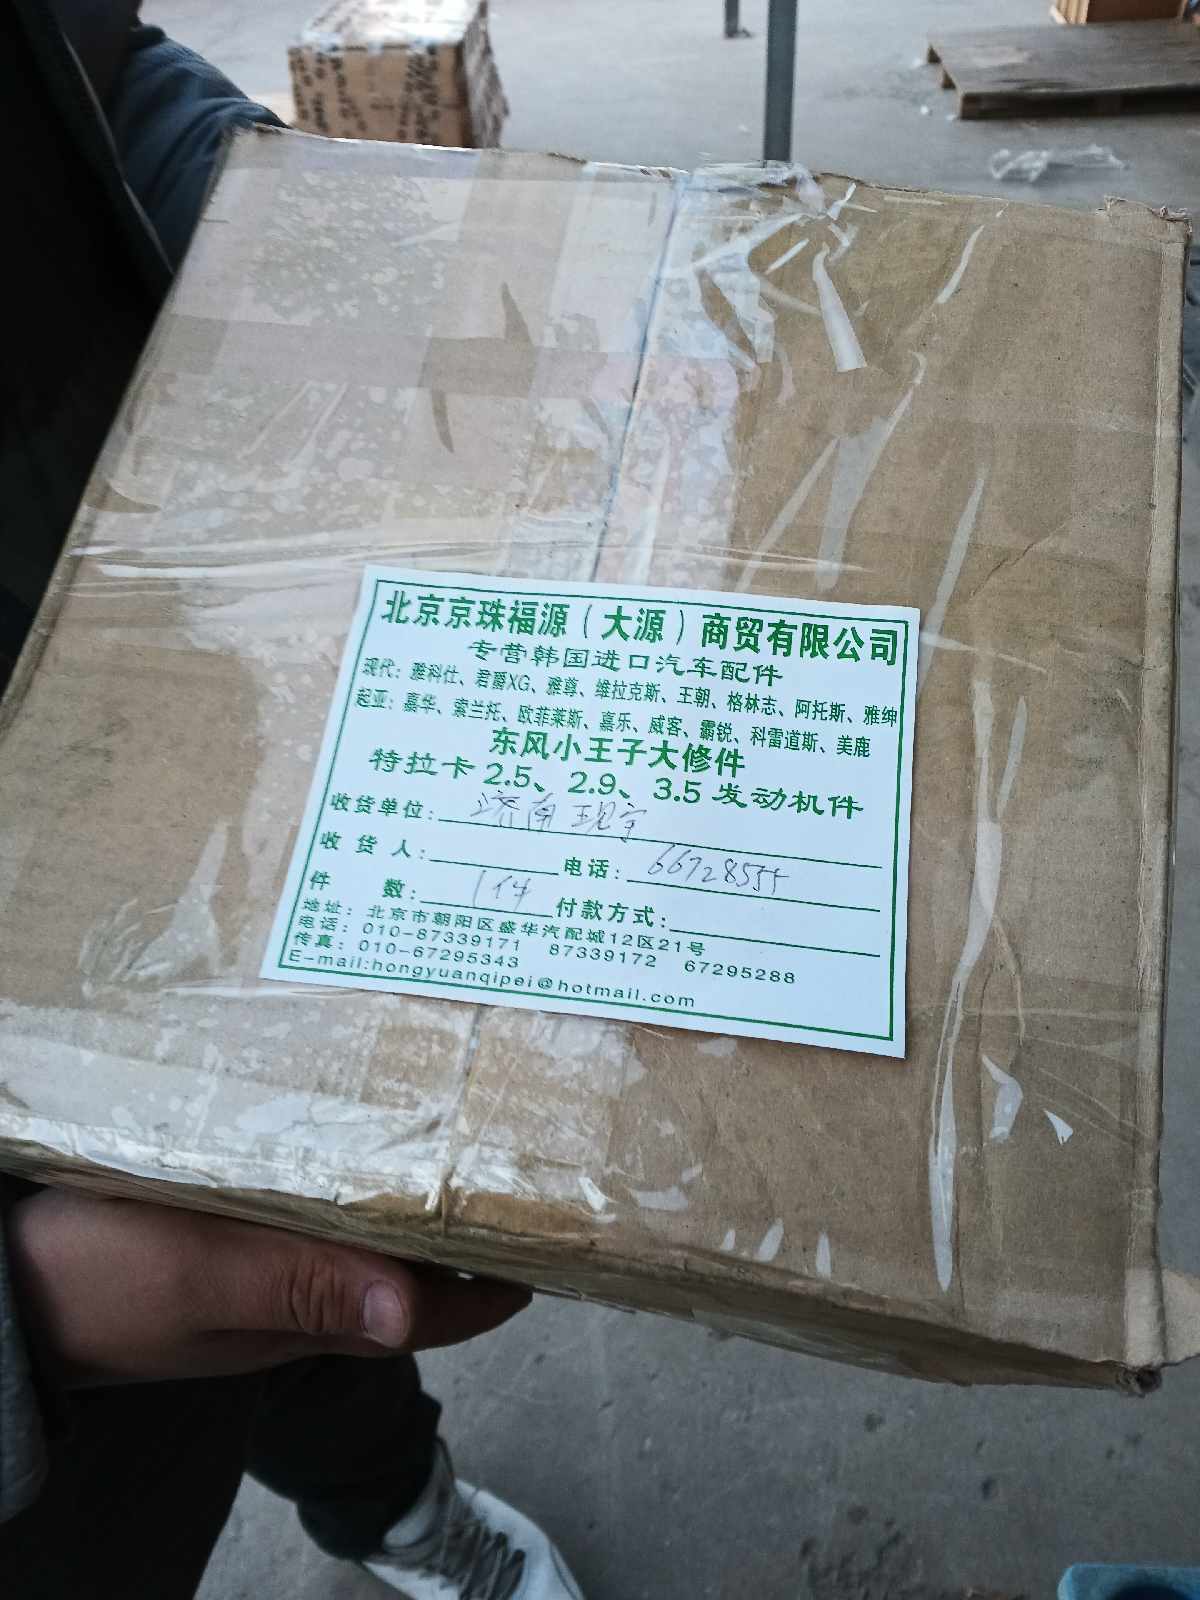 北京京珠福源（大源）商贸有限公司
专营韩国进口汽车配件
现代：雅科仕、君爵XG、雅尊、维拉克斯、王朝、格林志、阿托斯、雅绅
起亚：嘉华、索兰托、欧菲莱斯、嘉乐、威客、霸锐、科雷道斯、美鹿
东风小王子大修件
特拉卡 2.5、2.9、3.5 发动机件
收货单位：济南现宇
收 货 人： 电话：66728555
件 数：1件 付款方式：
地址：北京市朝阳区盛华汽配城12区21号
电话：010-87339171 87339172 67295288
传真：010-67295343
E-mail:hongyuanqipei@hotmail.com